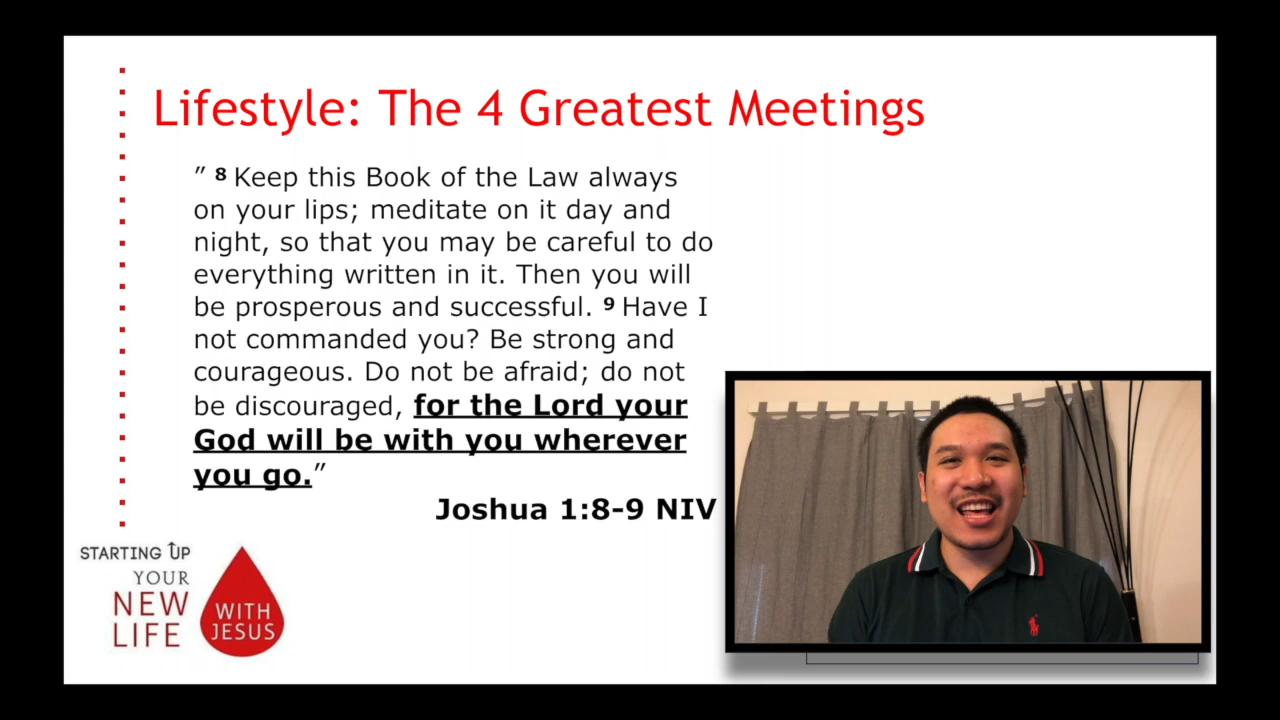 Lifestyle: The 4 Greatest Meetings
” 8 Keep this Book of the Law always
on your lips; meditate on it day and
night, so that you may be careful to do
everything written in it. Then you will
be prosperous and successful. 9 Have I
not commanded you? Be strong and
courageous. Do not be afraid; do not
be discouraged, for the Lord your
God will be with you wherever
you go.”
Joshua 1:8-9 NIV
STARTING UP
YOUR
NEW
LIFE
WITH
JESUS